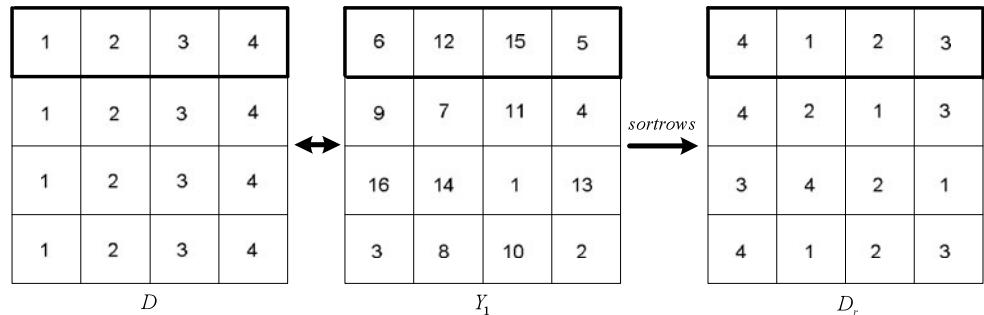 1 2 3 4 6 12 15 5 4 1 2 3
1 2 3 4 9 7 11 4 sortrows 4 2 1 3
1 2 3 4 16 14 1 13 3 4 2 1
1 2 3 4 3 8 10 2 4 1 2 3
D Y₁ Dᵣ